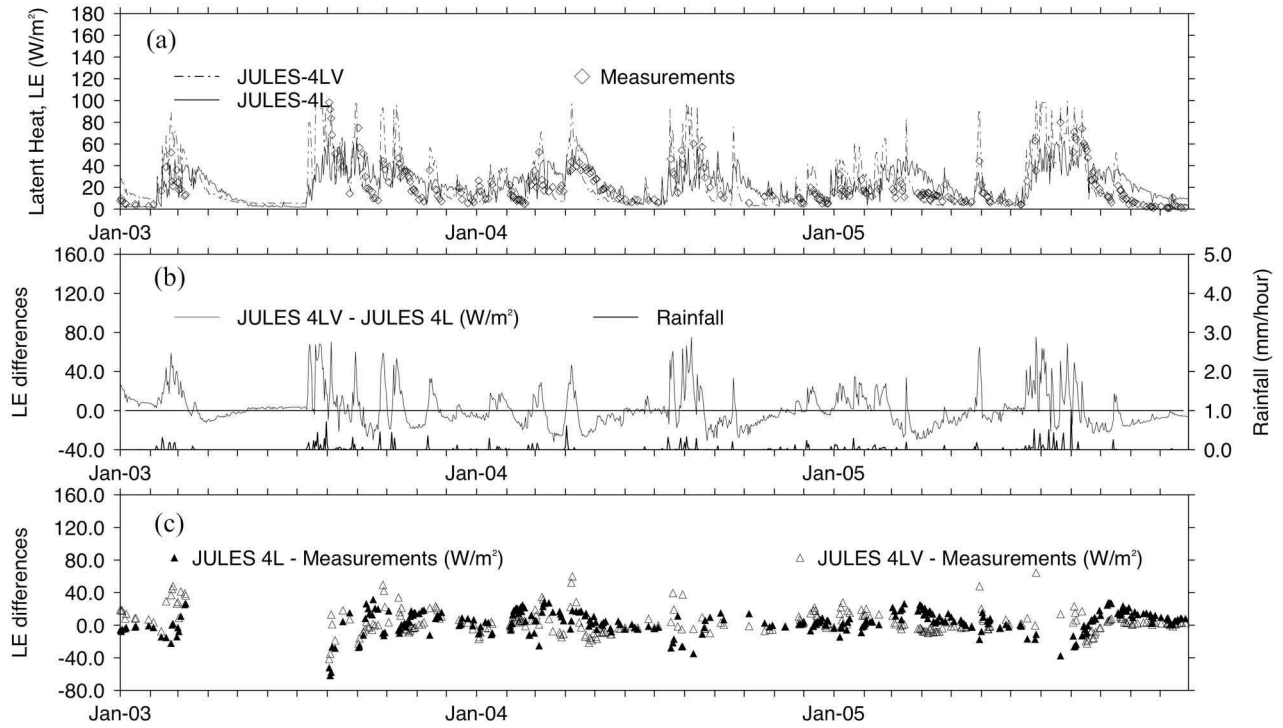 180
160
140
120
100
80
60
40
20
0
Latent Heat, LE (W/m²)
(a)
JULES-4LV
JULES-4L
Measurements
Jan-03
Jan-04
Jan-05
160.0
120.0
80.0
40.0
0.0
-40.0
LE differences
(b)
JULES 4LV - JULES 4L (W/m²)
Rainfall
5.0
4.0
3.0
2.0
1.0
0.0
Rainfall (mm/hour)
Jan-03
Jan-04
Jan-05
160.0
120.0
80.0
40.0
0.0
-40.0
-80.0
LE differences
(c)
JULES 4L - Measurements (W/m²)
JULES 4LV - Measurements (W/m²)
Jan-03
Jan-04
Jan-05